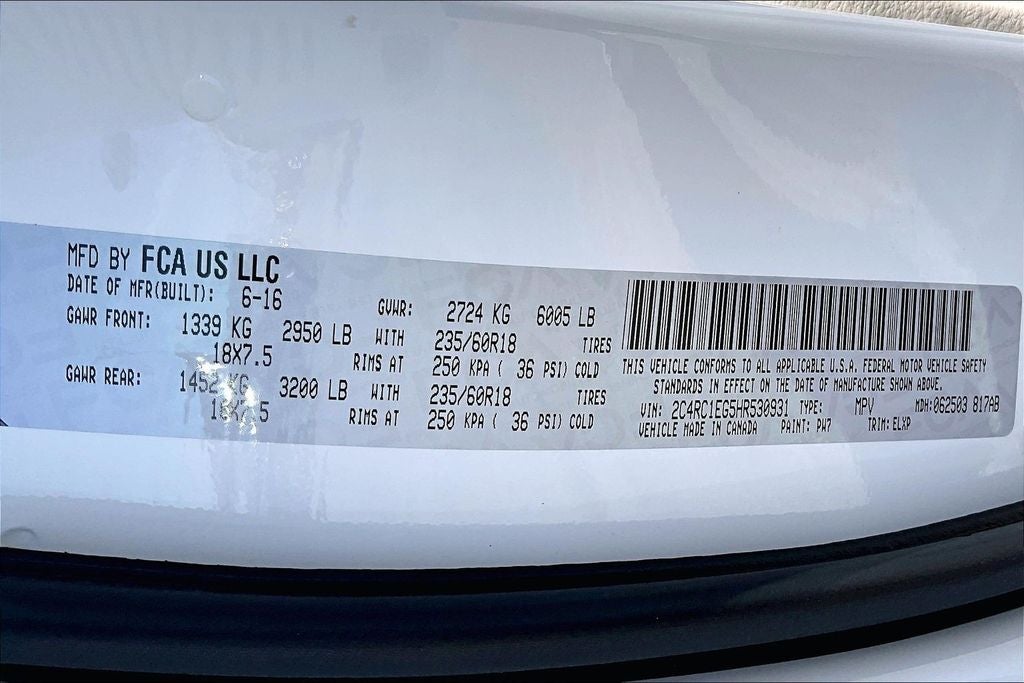 MFD BY FCA US LLC
DATE OF MFR(BUILT): 6-16 GVWR: 2724 KG 6005 LB
GAWR FRONT: 1339 KG 2950 LB WITH 235/60R18 TIRES
18X7.5 RIMS AT 250 KPA ( 36 PSI) COLD
GAWR REAR: 1452 KG 3200 LB WITH 235/60R18 TIRES
18X7.5 RIMS AT 250 KPA ( 36 PSI) COLD
THIS VEHICLE CONFORMS TO ALL APPLICABLE U.S.A. FEDERAL MOTOR VEHICLE SAFETY
STANDARDS IN EFFECT ON THE DATE OF MANUFACTURE SHOWN ABOVE.
VIN: 2C4RC1EG5HR530931 TYPE: MPV MDH:062503 817AB
VEHICLE MADE IN CANADA PAINT: PW7 TRIM: ELXP